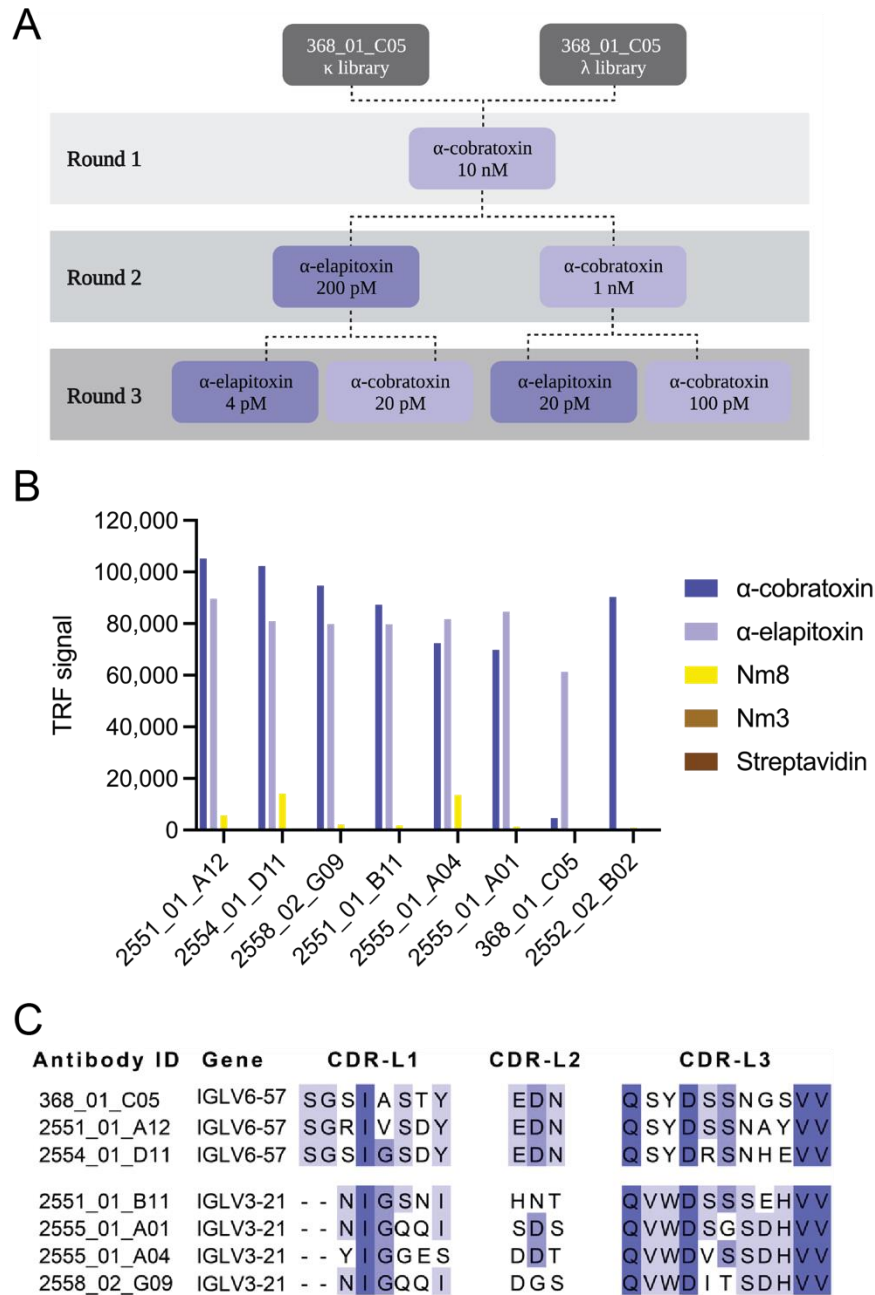 A
368_01_C05
κ library
368_01_C05
λ library
Round 1
α-cobratoxin
10 nM
Round 2
α-elapitoxin
200 pM
α-cobratoxin
1 nM
Round 3
α-elapitoxin
4 pM
α-cobratoxin
20 pM
α-elapitoxin
20 pM
α-cobratoxin
100 pM
B
TRF signal
120,000
100,000
80,000
60,000
40,000
20,000
0
2551_01_A12
2554_01_D11
2558_02_G09
2551_01_B11
2555_01_A04
2555_01_A01
368_01_C05
2552_02_B02
α-cobratoxin
α-elapitoxin
Nm8
Nm3
Streptavidin
C
Antibody ID Gene CDR-L1 CDR-L2 CDR-L3
368_01_C05 IGLV6-57 S G S I A S T Y E D N Q S Y D S S N G S V V
2551_01_A12 IGLV6-57 S G R I V S D Y E D N Q S Y D S S N A Y V V
2554_01_D11 IGLV6-57 S G S I G S D Y E D N Q S Y D R S N H E V V
2551_01_B11 IGLV3-21 - - N I G S N I H N T Q V W D S S S E H V V
2555_01_A01 IGLV3-21 - - N I G Q Q I S D S Q V W D S G S D H V V
2555_01_A04 IGLV3-21 - - Y I G G E S D D T Q V W D V S S D H V V
2558_02_G09 IGLV3-21 - - N I G Q Q I D G S Q V W D I T S D H V V